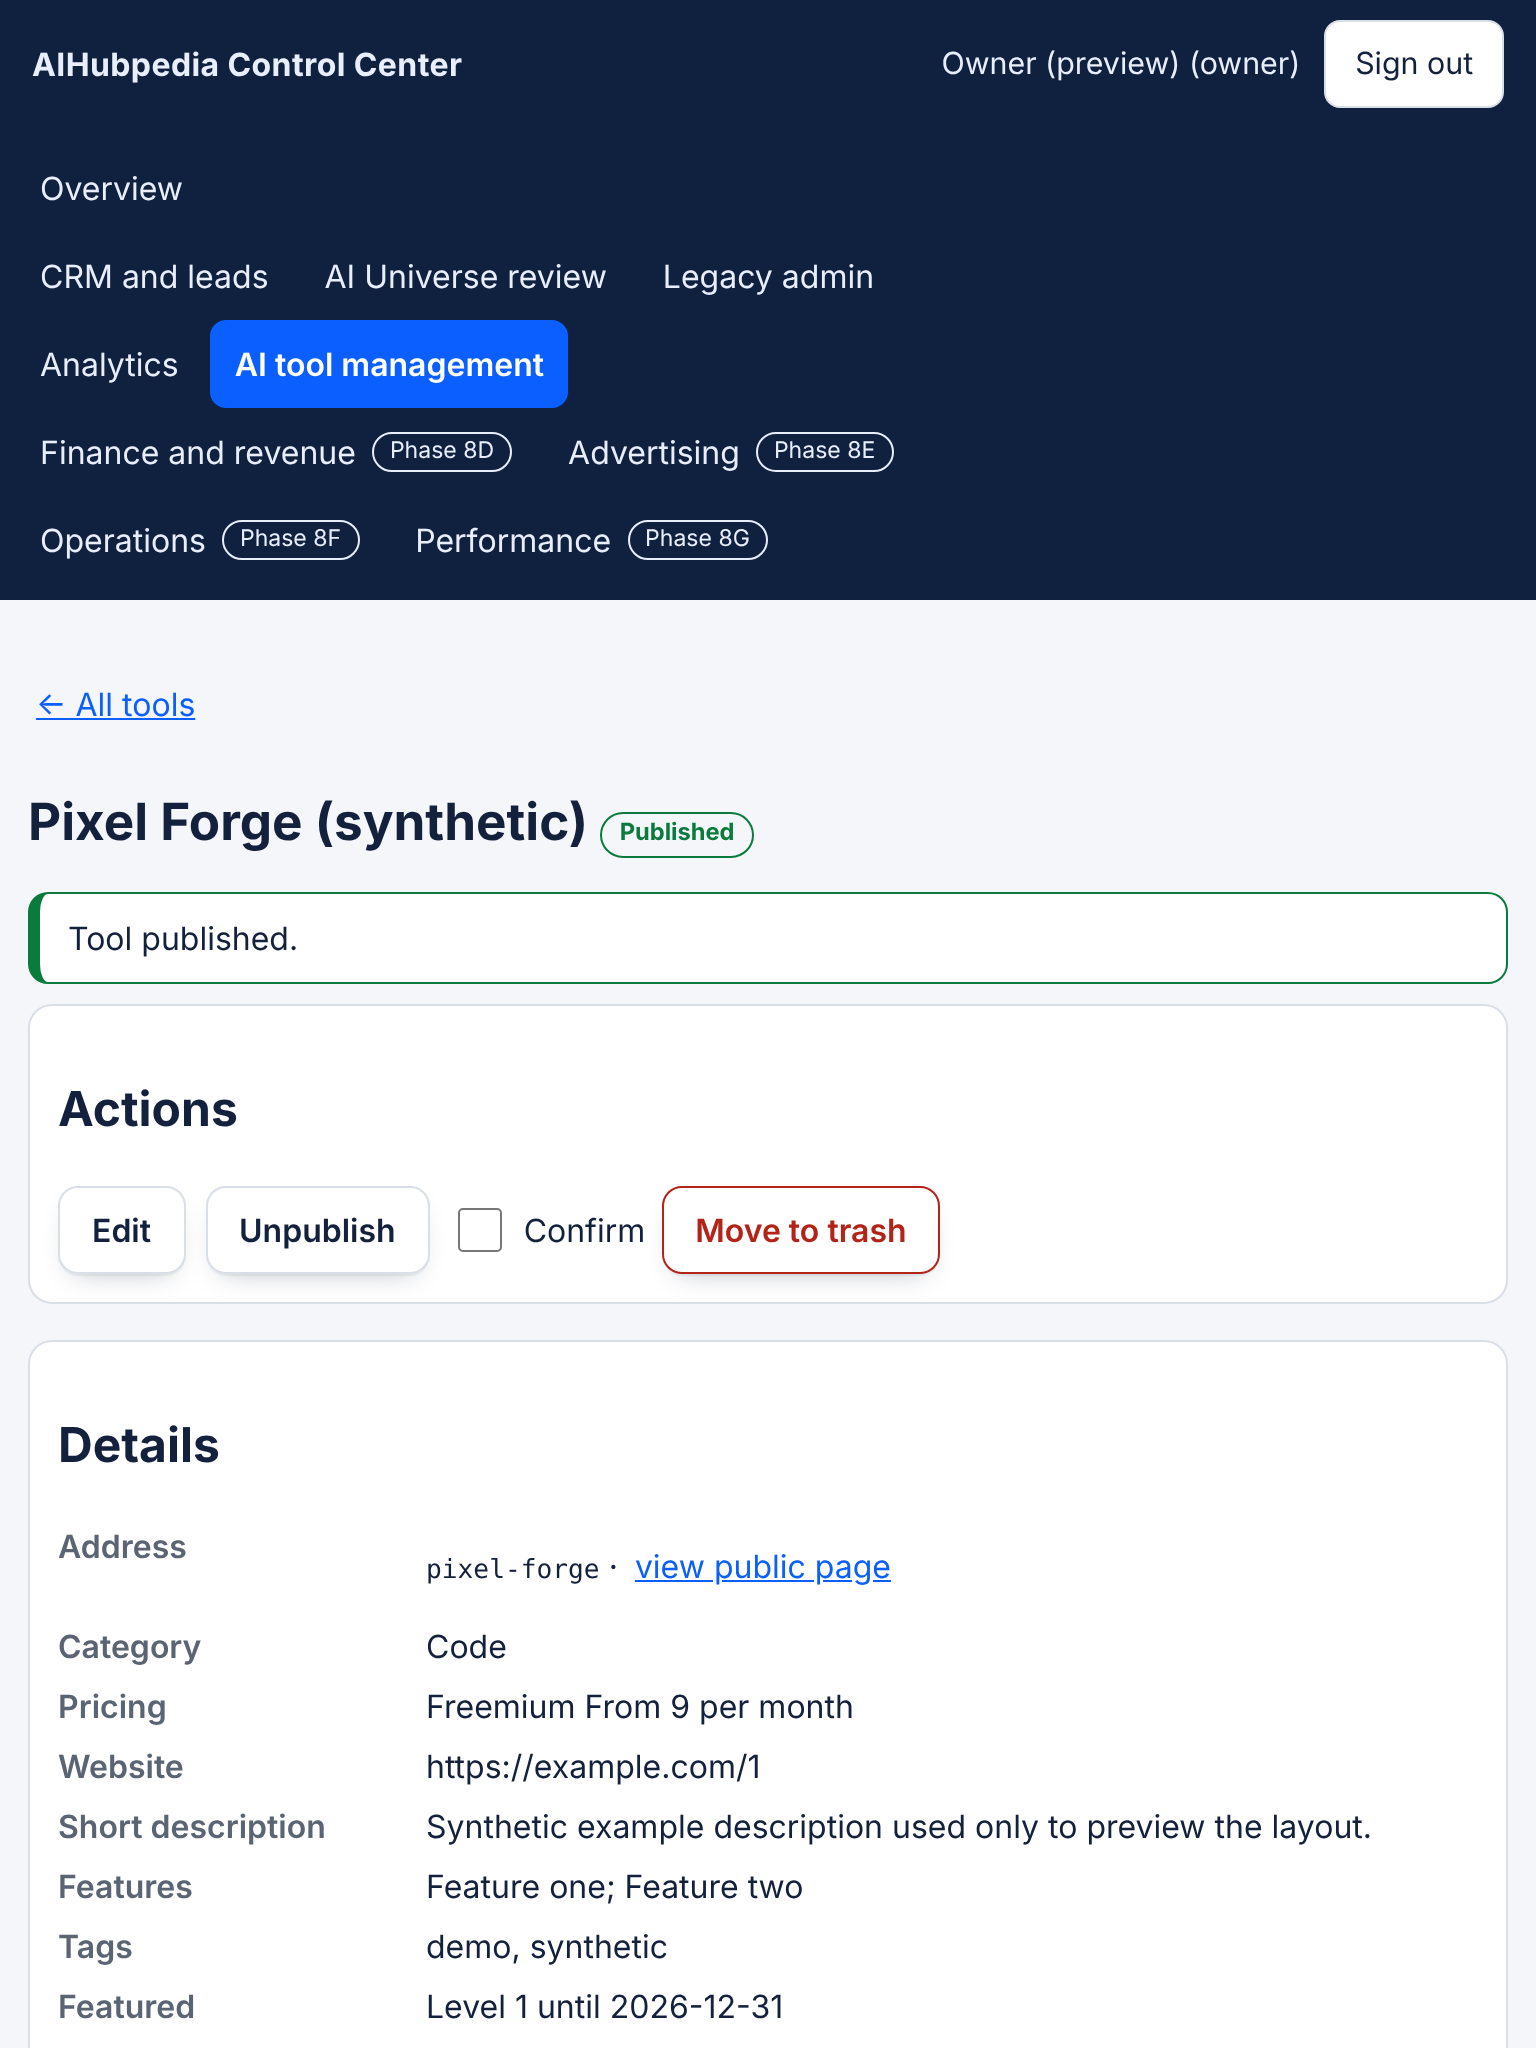 AIHubpedia Control Center
Owner (preview) (owner)
Sign out
Overview
CRM and leads AI Universe review Legacy admin
Analytics AI tool management
Finance and revenue Phase 8D Advertising Phase 8E
Operations Phase 8F Performance Phase 8G
← All tools
Pixel Forge (synthetic) Published
Tool published.
Actions
Edit Unpublish Confirm Move to trash
Details
Address pixel-forge · view public page
Category Code
Pricing Freemium From 9 per month
Website https://example.com/1
Short description Synthetic example description used only to preview the layout.
Features Feature one; Feature two
Tags demo, synthetic
Featured Level 1 until 2026-12-31